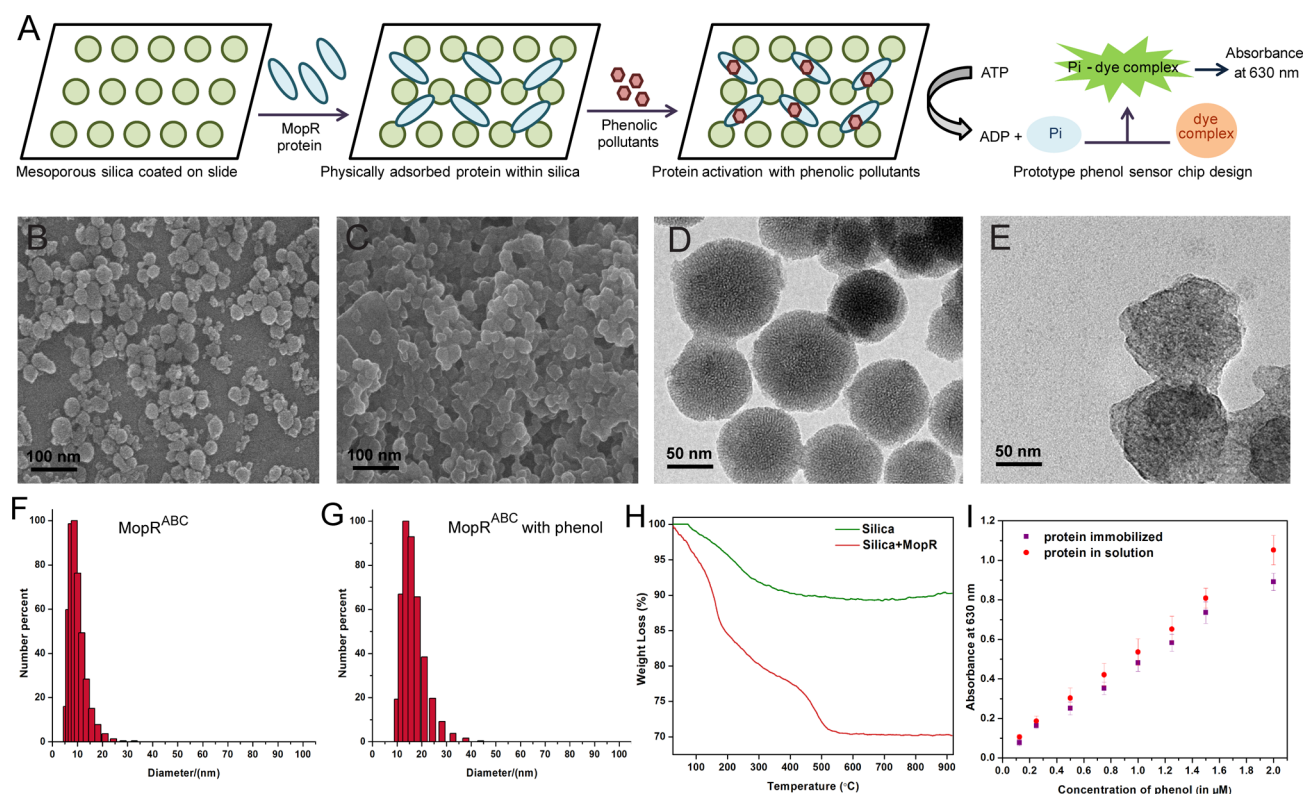 A
MopR
protein
Phenolic
pollutants
ATP
ADP +
Pi
Pi - dye complex
Absorbance
at 630 nm
dye
complex
Mesoporous silica coated on slide
Physically adsorbed protein within silica
Protein activation with phenolic pollutants
Prototype phenol sensor chip design
B
100 nm
C
100 nm
D
50 nm
E
50 nm
F
MopRABC
Number percent
100
80
60
40
20
0
0 10 20 30 40 50 60 70 80 90 100
Diameter/(nm)
G
MopRABC with phenol
Number percent
100
80
60
40
20
0
0 10 20 30 40 50 60 70 80 90 100
Diameter/(nm)
H
Silica
Silica+MopR
Weight Loss (%)
100
95
90
85
80
75
70
100 200 300 400 500 600 700 800 900
Temperature (°C)
I
protein immobilized
protein in solution
Absorbance at 630 nm
1.2
1.0
0.8
0.6
0.4
0.2
0.0
0.0 0.2 0.4 0.6 0.8 1.0 1.2 1.4 1.6 1.8 2.0
Concentration of phenol (in µM)